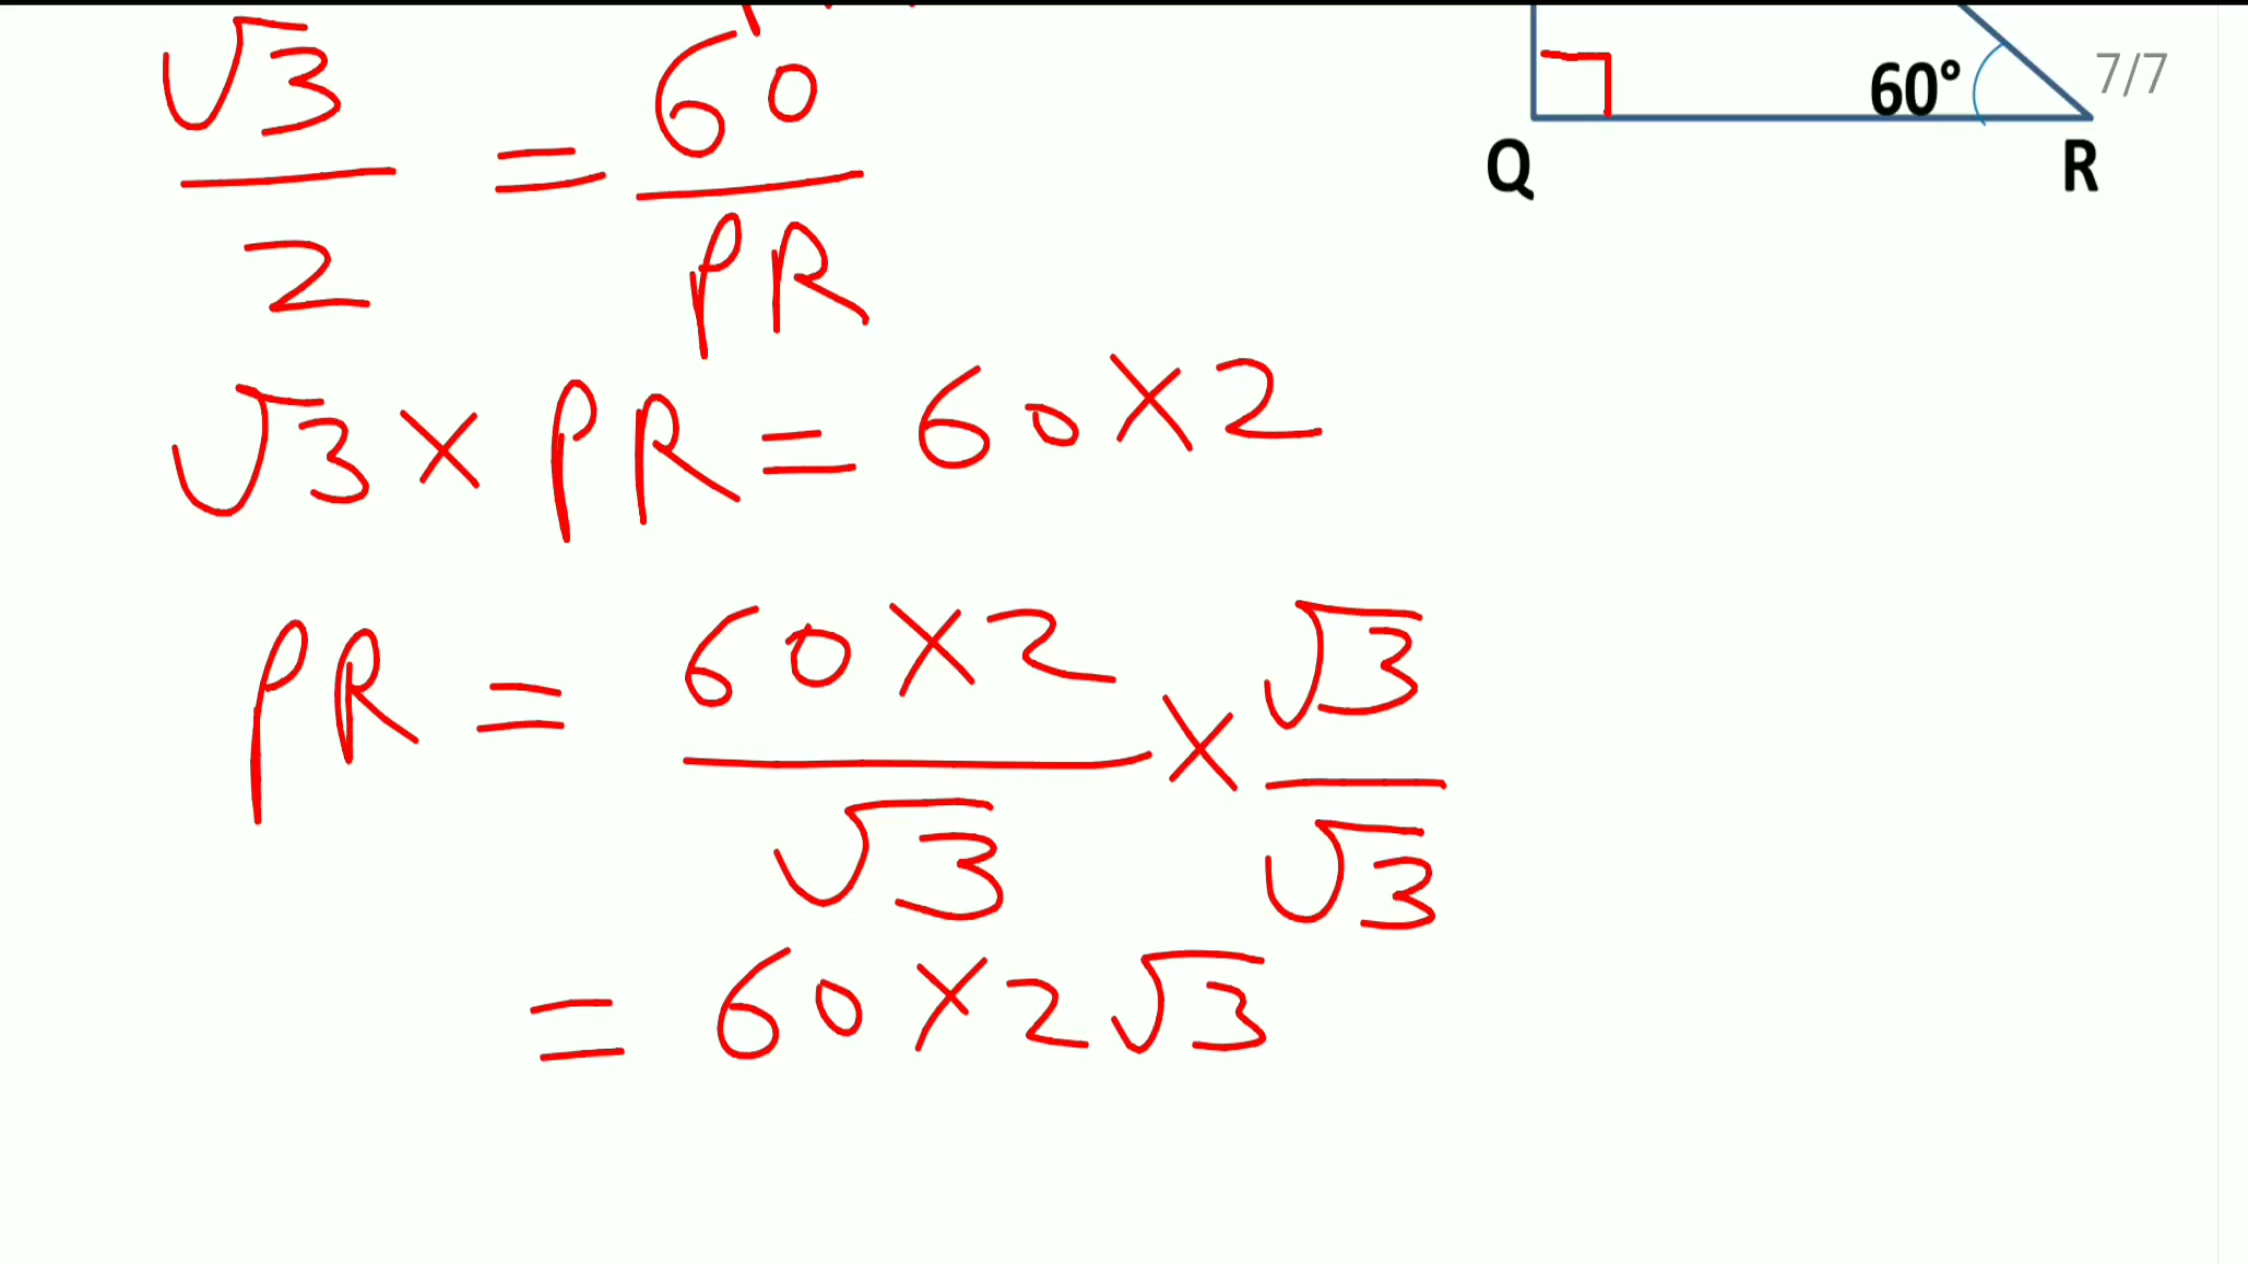 √3/2 = 60/PR
60°
7/7
Q
R
√3 × PR = 60 × 2
PR = 60 × 2/√3 × √3/√3
= 60 × 2√3